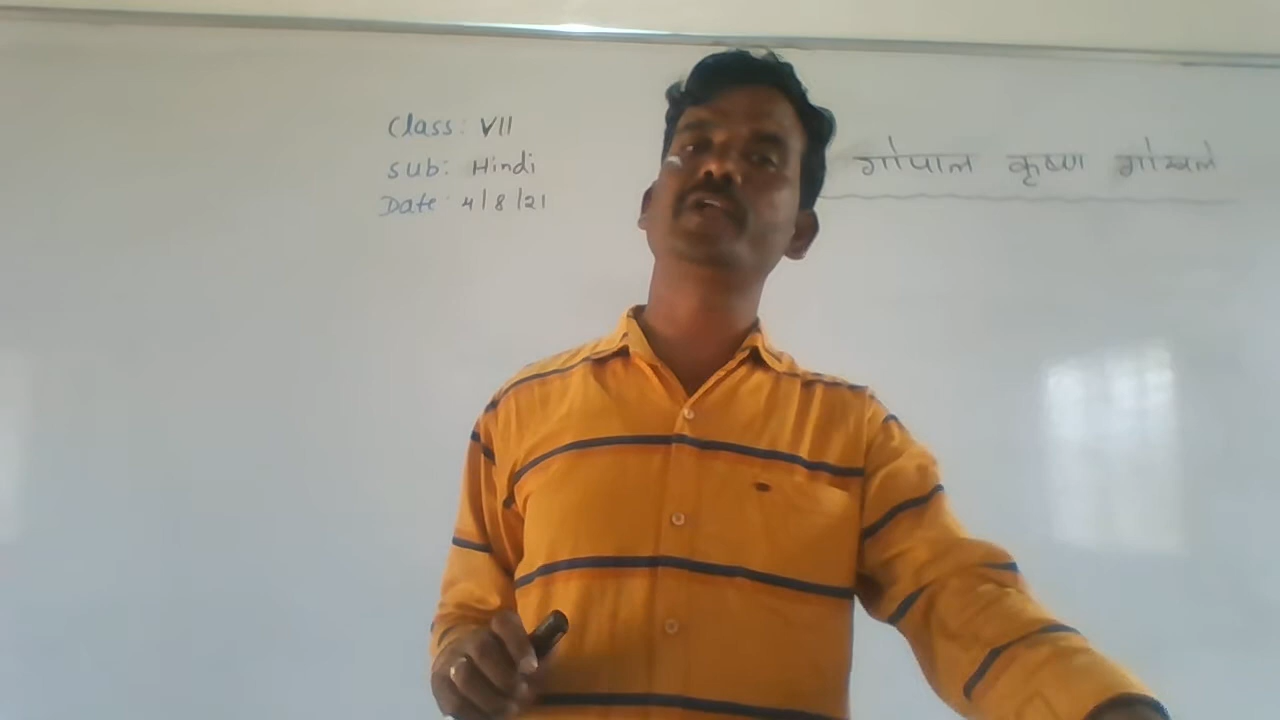 Class: VII
Sub: Hindi
Date: 4/8/21
गोपाल कृष्ण गोखले